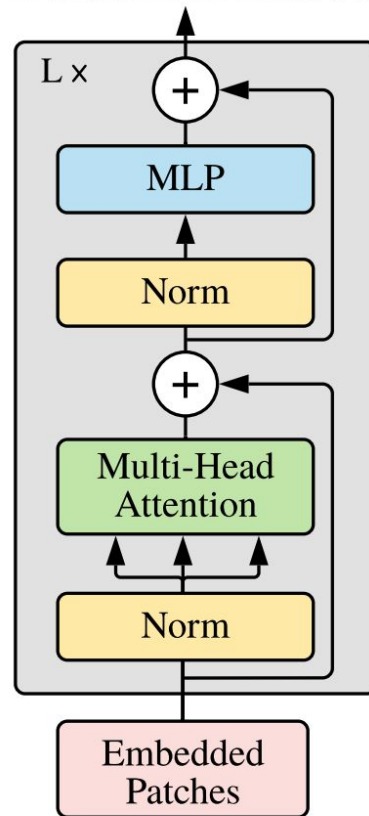 L ×
MLP
Norm
Multi-Head
Attention
Norm
Embedded
Patches